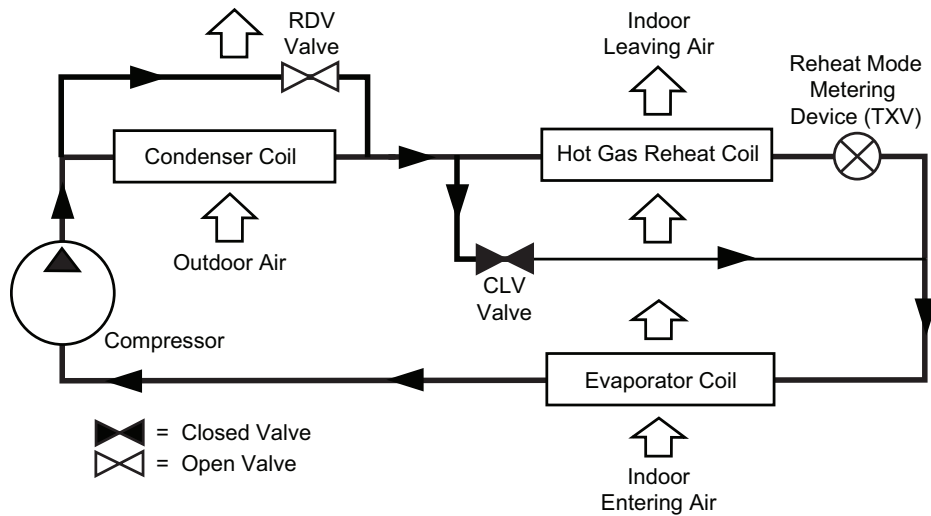 RDV
Valve
Indoor
Leaving Air
Reheat Mode
Metering
Device (TXV)
Condenser Coil
Hot Gas Reheat Coil
Outdoor Air
CLV
Valve
Compressor
Evaporator Coil
= Closed Valve
= Open Valve
Indoor
Entering Air